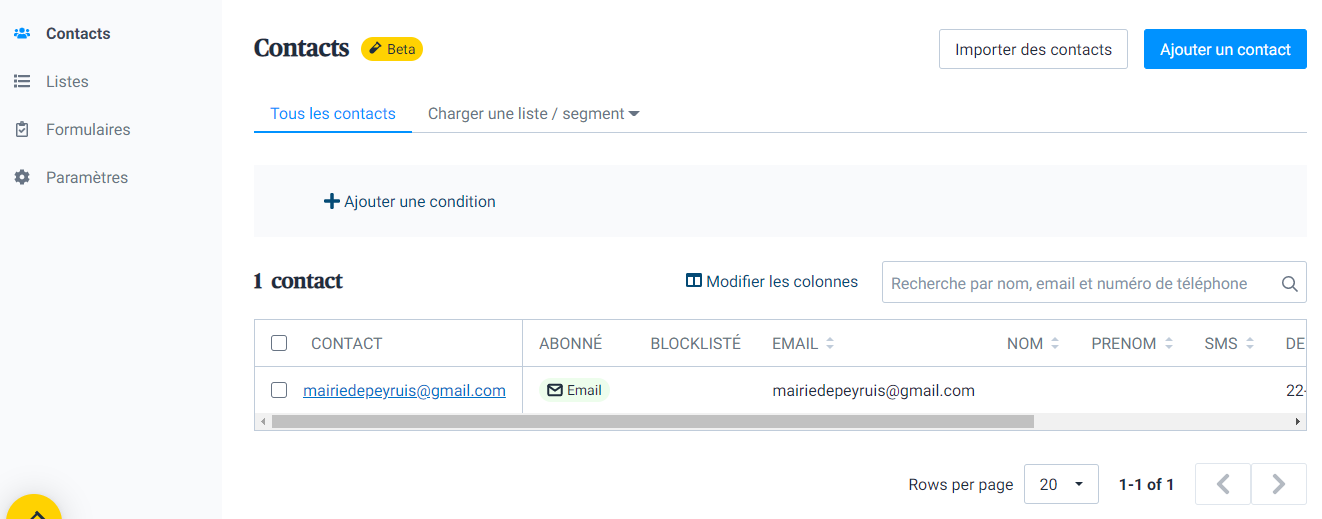 Contacts
Listes
Formulaires
Paramètres
Contacts Beta
Importer des contacts
Ajouter un contact
Tous les contacts
Charger une liste / segment
Ajouter une condition
1 contact
Modifier les colonnes
Recherche par nom, email et numéro de téléphone
CONTACT ABONNÉ BLOCKLISTÉ EMAIL NOM PRENOM SMS DE
mairiedepeyruis@gmail.com Email mairiedepeyruis@gmail.com 22-
Rows per page 20 1-1 of 1